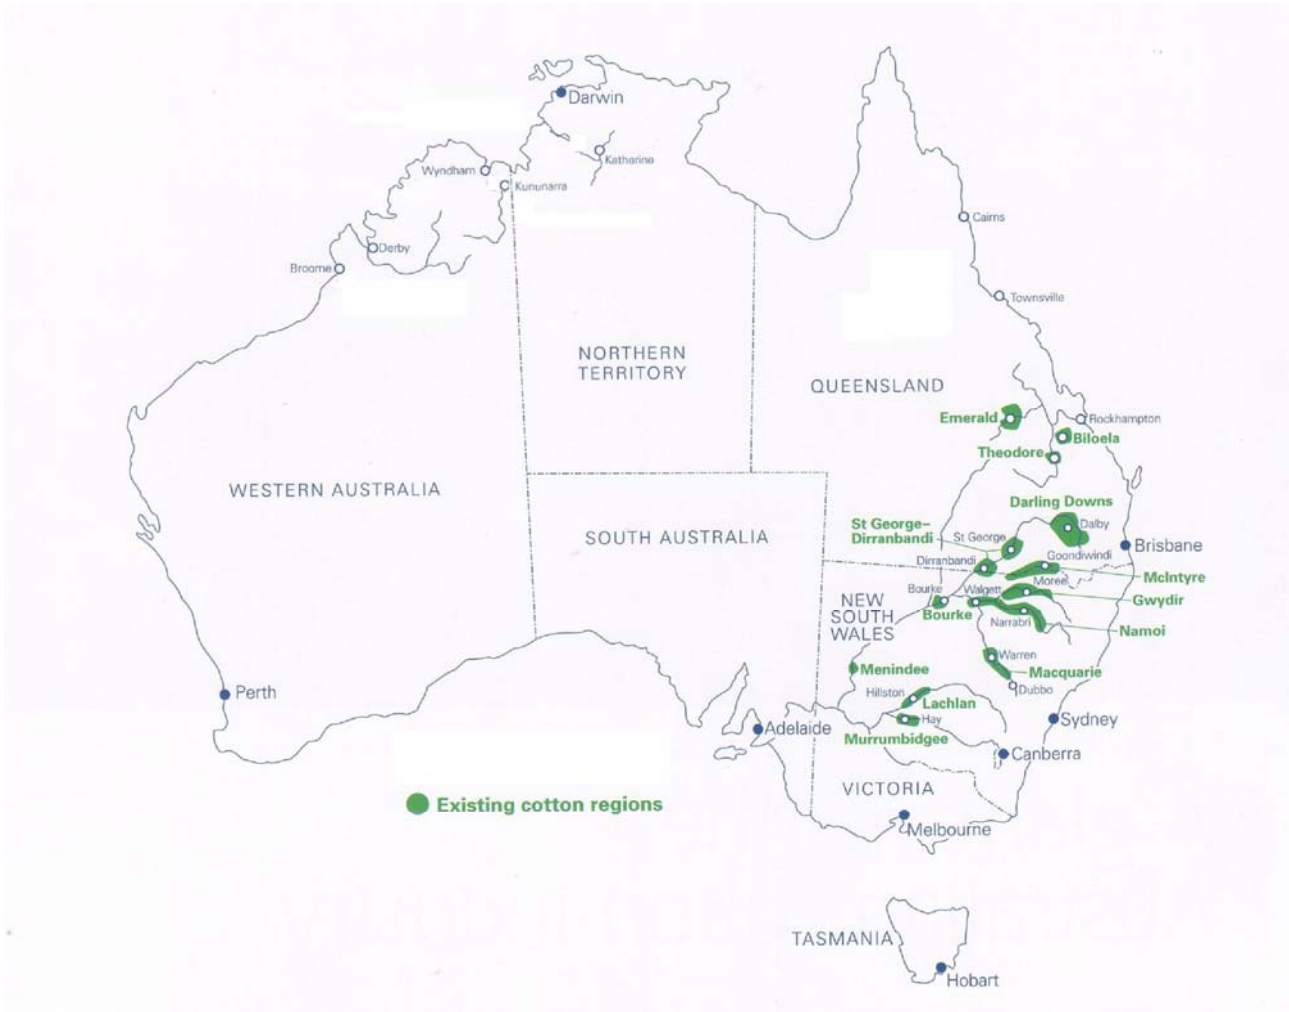 Darwin
Katherine
Wyndham
Kununarra
Cairns
Derby
Broome
Townsville
NORTHERN
TERRITORY
QUEENSLAND
Emerald
Rockhampton
Biloela
Theodore
WESTERN AUSTRALIA
Darling Downs
St George–
Dirranbandi
Dalby
SOUTH AUSTRALIA
St George
Brisbane
Goondiwindi
Dirranbandi
McIntyre
Moree
Bourke
Walgett
NEW
SOUTH
WALES
Gwydir
Bourke
Narrabri
Namoi
Warren
Menindee
Macquarie
Dubbo
Perth
Hillston
Lachlan
Hay
Sydney
Adelaide
Murrumbidgee
Canberra
VICTORIA
Existing cotton regions
Melbourne
TASMANIA
Hobart